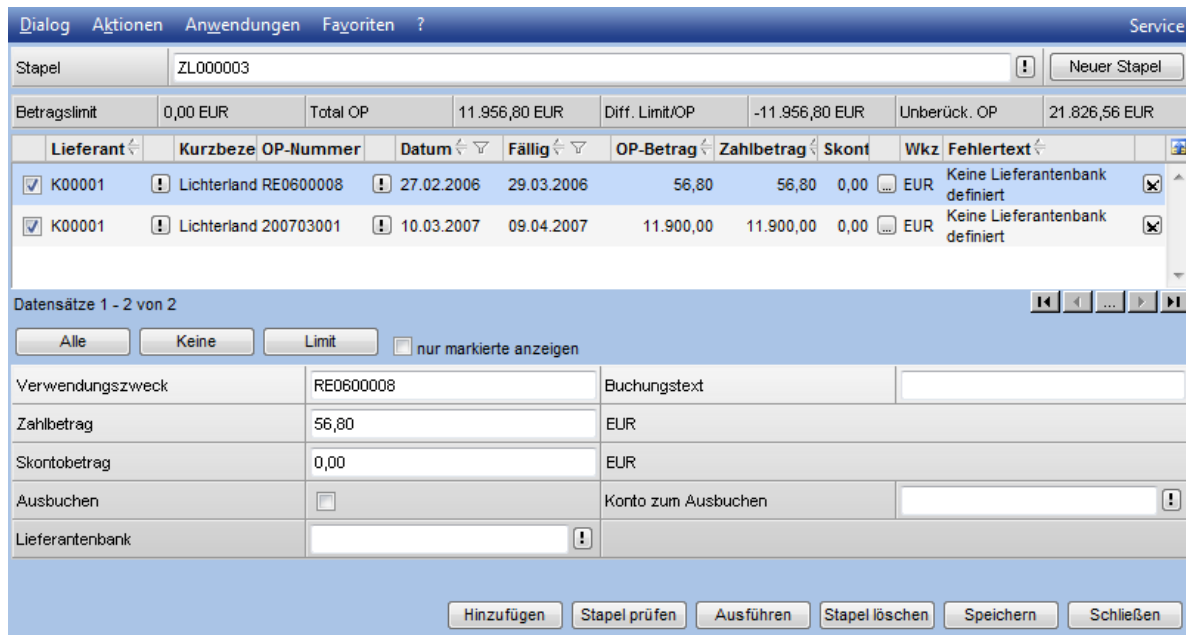 Dialog Aktionen Anwendungen Favoriten ? Service
Stapel ZL000003 ! Neuer Stapel
Betragslimit 0,00 EUR Total OP 11.956,80 EUR Diff. Limit/OP -11.956,80 EUR Unberück. OP 21.826,56 EUR
Lieferant Kurzbeze OP-Nummer Datum Fällig OP-Betrag Zahlbetrag Skont Wkz Fehlertext
K00001 ! Lichterland RE0600008 ! 27.02.2006 29.03.2006 56,80 56,80 0,00 ... EUR Keine Lieferantenbank
definiert
K00001 ! Lichterland 200703001 ! 10.03.2007 09.04.2007 11.900,00 11.900,00 0,00 ... EUR Keine Lieferantenbank
definiert
Datensätze 1 - 2 von 2 ...
Alle Keine Limit nur markierte anzeigen
Verwendungszweck RE0600008 Buchungstext
Zahlbetrag 56,80 EUR
Skontobetrag 0,00 EUR
Ausbuchen Konto zum Ausbuchen !
Lieferantenbank !
Hinzufügen Stapel prüfen Ausführen Stapel löschen Speichern Schließen